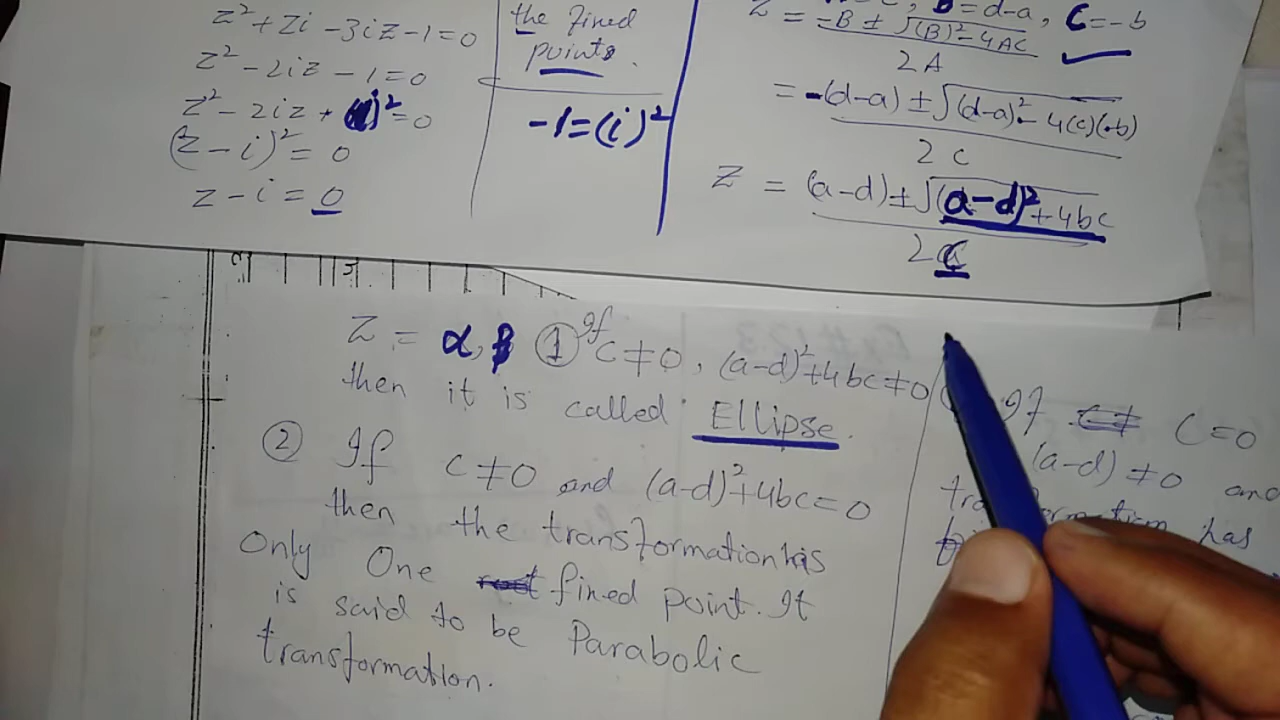 z² + zi - 3iz - 1 = 0
z² - 2iz - 1 = 0
z² - 2iz + (i)² = 0
(z - i)² = 0
z - i = 0
the fixed
points.
-1 = (i)²
C, B = d-a, C = -b
z = -B ± √(B)² - 4AC
2A
= -(d-a) ± √(d-a)² - 4(c)(-b)
2c
z = (a-d) ± √(a-d)² + 4bc
2c
z = α, β ① If c ≠ 0, (a-d)² + 4bc ≠ 0
then it is called Ellipse.
② If c ≠ 0 and (a-d)² + 4bc = 0
then the transformation has
Only One fixed point. It
is said to be Parabolic
transformation.
If c = 0
(a-d) ≠ 0 and
has